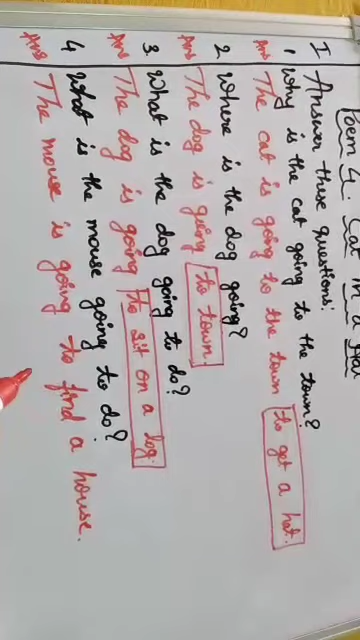 Poem 4. Cat in a Hat
I Answer these questions:
1 Why is the cat going to the town?
Ans The cat is going to the town to get a hat.
2 Where is the dog going?
Ans The dog is going to town.
3. What is the dog going to do?
Ans The dog is going to sit on a log.
4 What is the mouse going to do?
Ans The mouse is going to find a house.